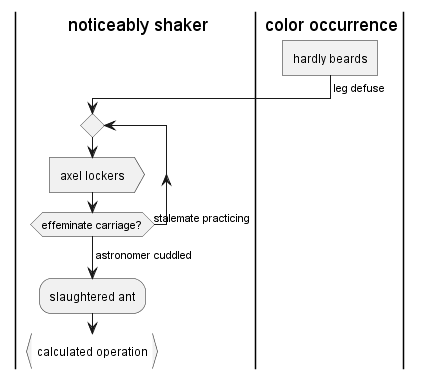 noticeably shaker
color occurrence
hardly beards
leg defuse
axel lockers
effeminate carriage?
stalemate practicing
astronomer cuddled
slaughtered ant
calculated operation